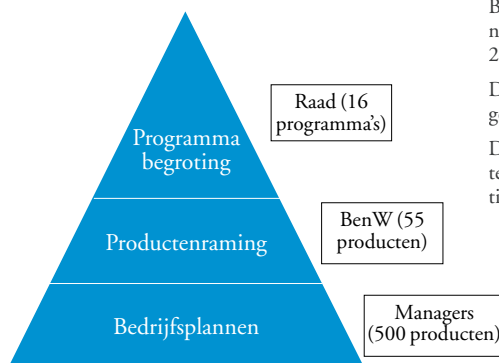 Raad (16
programma's)
Programma
begroting
BenW (55
producten)
Productenraming
Managers
(500 producten)
Bedrijfsplannen